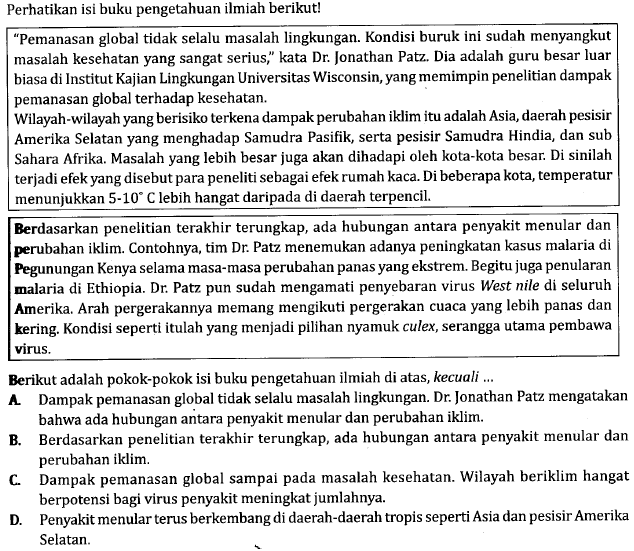 Perhatikan isi buku pengetahuan ilmiah berikut!
"Pemanasan global tidak selalu masalah lingkungan. Kondisi buruk ini sudah menyangkut
masalah kesehatan yang sangat serius," kata Dr. Jonathan Patz. Dia adalah guru besar luar
biasa di Institut Kajian Lingkungan Universitas Wisconsin, yang memimpin penelitian dampak
pemanasan global terhadap kesehatan.
Wilayah-wilayah yang berisiko terkena dampak perubahan iklim itu adalah Asia, daerah pesisir
Amerika Selatan yang menghadap Samudra Pasifik, serta pesisir Samudra Hindia, dan sub
Sahara Afrika. Masalah yang lebih besar juga akan dihadapi oleh kota-kota besar. Di sinilah
terjadi efek yang disebut para peneliti sebagai efek rumah kaca. Di beberapa kota, temperatur
menunjukkan 5-10° C lebih hangat daripada di daerah terpencil.
Berdasarkan penelitian terakhir terungkap, ada hubungan antara penyakit menular dan
perubahan iklim. Contohnya, tim Dr. Patz menemukan adanya peningkatan kasus malaria di
Pegunungan Kenya selama masa-masa perubahan panas yang ekstrem. Begitu juga penularan
malaria di Ethiopia. Dr. Patz pun sudah mengamati penyebaran virus West nile di seluruh
Amerika. Arah pergerakannya memang mengikuti pergerakan cuaca yang lebih panas dan
kering. Kondisi seperti itulah yang menjadi pilihan nyamuk culex, serangga utama pembawa
virus.
Berikut adalah pokok-pokok isi buku pengetahuan ilmiah di atas, kecuali ...
A. Dampak pemanasan global tidak selalu masalah lingkungan. Dr. Jonathan Patz mengatakan
bahwa ada hubungan antara penyakit menular dan perubahan iklim.
B. Berdasarkan penelitian terakhir terungkap, ada hubungan antara penyakit menular dan
perubahan iklim.
C. Dampak pemanasan global sampai pada masalah kesehatan. Wilayah beriklim hangat
berpotensi bagi virus penyakit meningkat jumlahnya.
D. Penyakit menular terus berkembang di daerah-daerah tropis seperti Asia dan pesisir Amerika
Selatan.